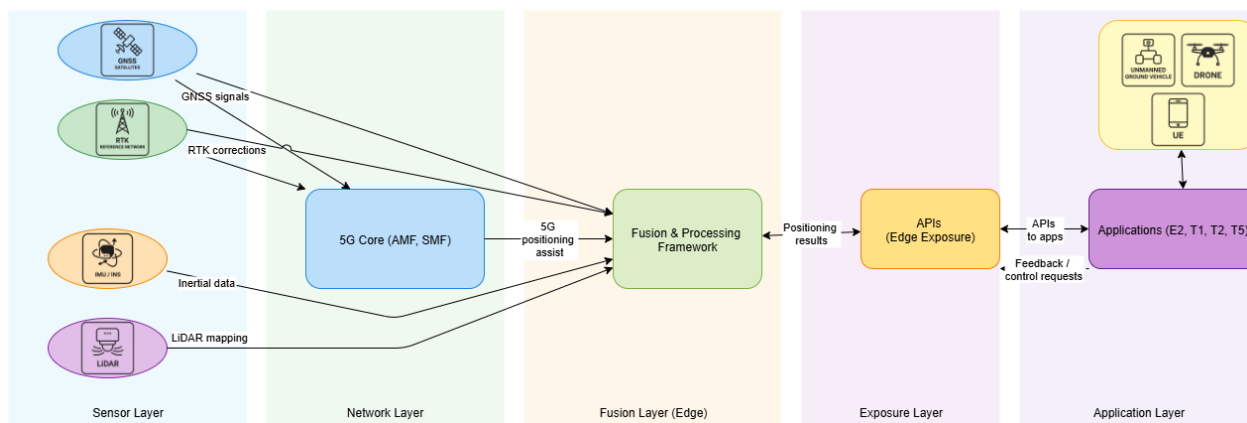 GNSS
SATELLITES
GNSS signals
RTK
REFERENCE NETWORK
RTK corrections
IMU / INS
Inertial data
LiDAR
LiDAR mapping
Sensor Layer
5G Core (AMF, SMF)
Network Layer
5G
positioning
assist
Fusion & Processing
Framework
Fusion Layer (Edge)
Positioning
results
APIs
(Edge Exposure)
Exposure Layer
APIs
to apps
Feedback /
control requests
UNMANNED
GROUND VEHICLE
DRONE
UE
Applications (E2, T1, T2, T5)
Application Layer